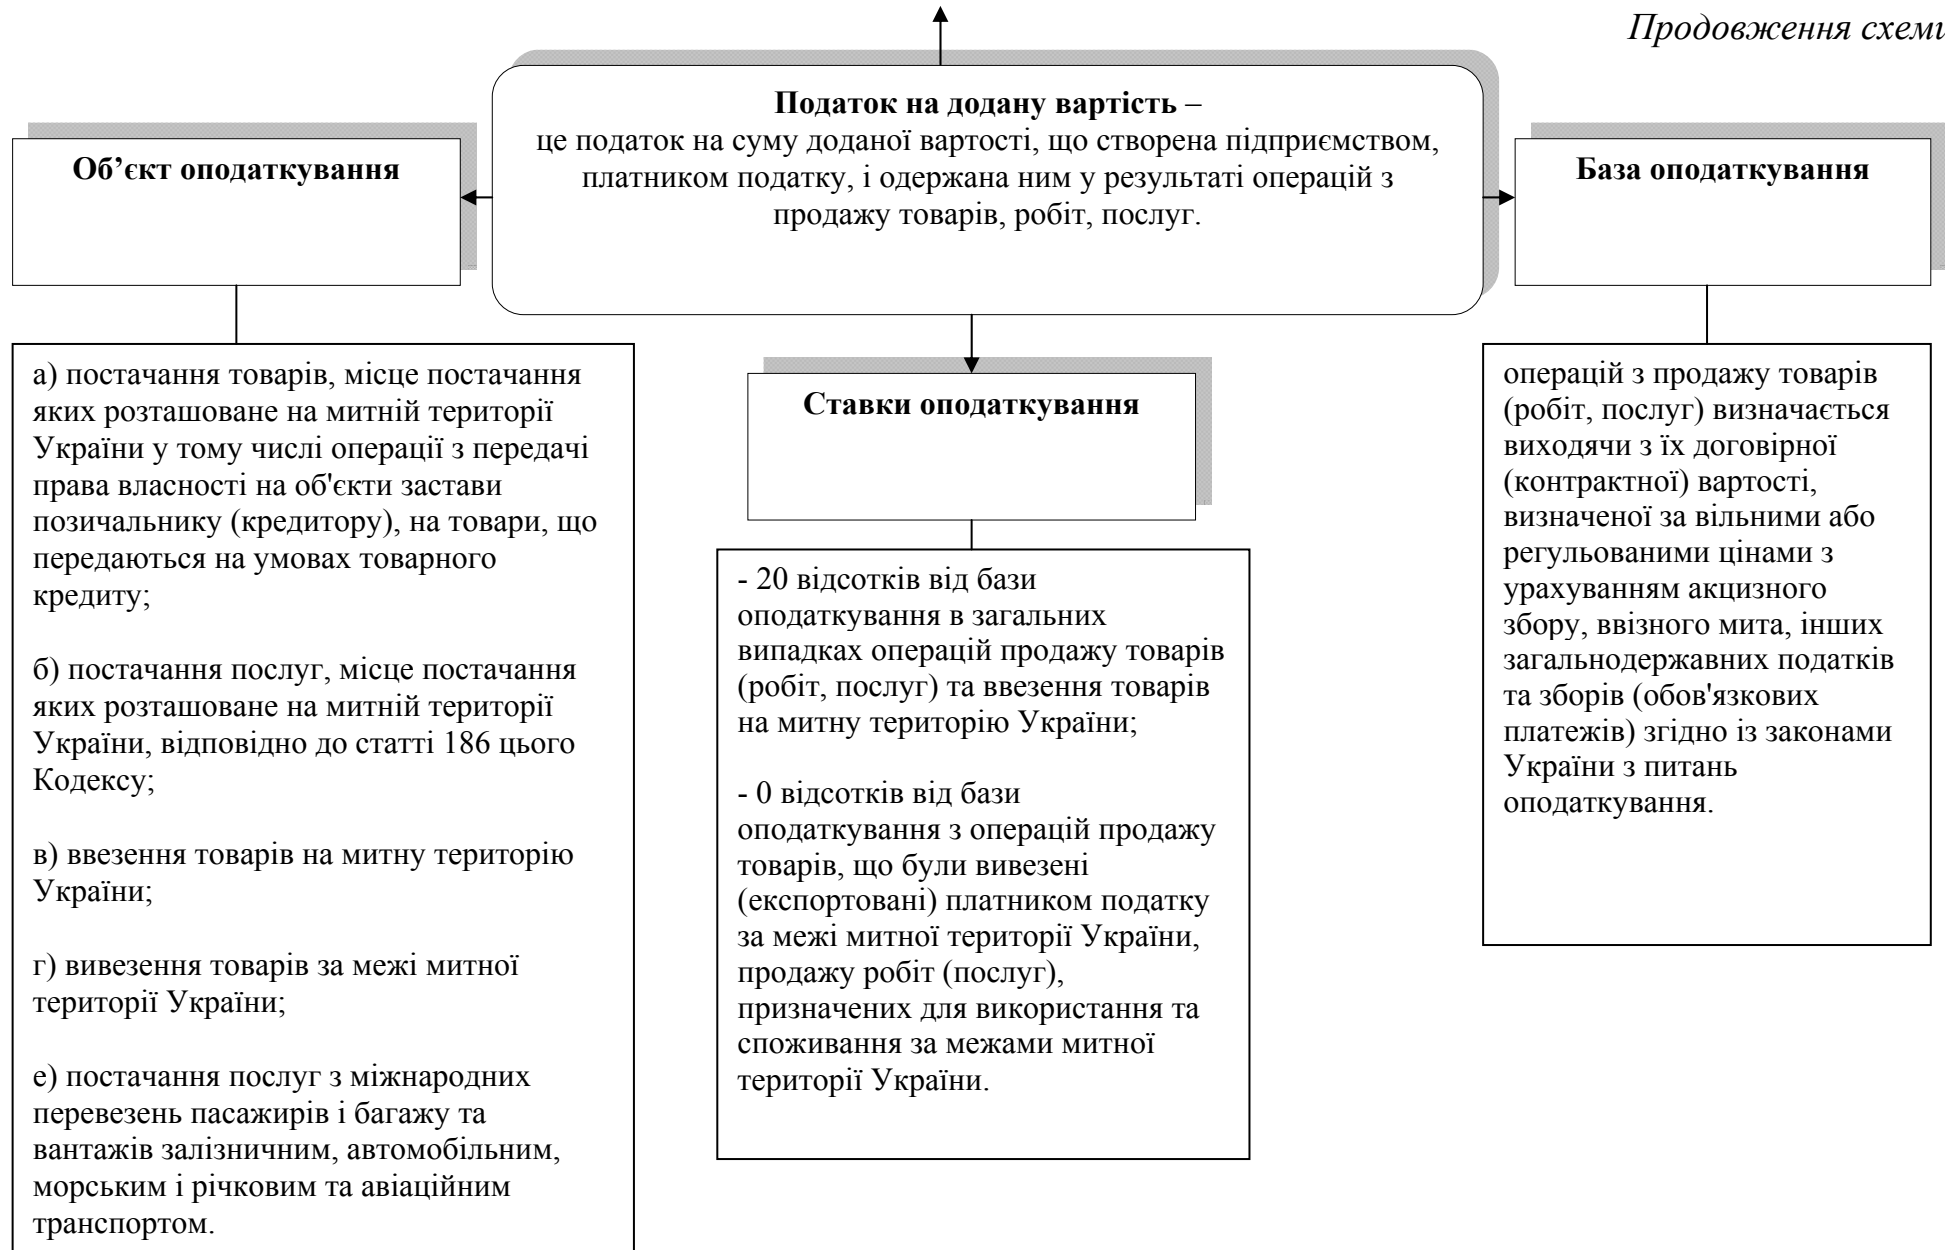 Продовження схеми
Податок на додану вартість –
це податок на суму доданої вартості, що створена підприємством,
платником податку, і одержана ним у результаті операцій з
продажу товарів, робіт, послуг.
Об’єкт оподаткування
а) постачання товарів, місце постачання
яких розташоване на митній території
України у тому числі операції з передачі
права власності на об'єкти застави
позичальнику (кредитору), на товари, що
передаються на умовах товарного
кредиту;
б) постачання послуг, місце постачання
яких розташоване на митній території
України, відповідно до статті 186 цього
Кодексу;
в) ввезення товарів на митну територію
України;
г) вивезення товарів за межі митної
території України;
е) постачання послуг з міжнародних
перевезень пасажирів і багажу та
вантажів залізничним, автомобільним,
морським і річковим та авіаційним
транспортом.
Ставки оподаткування
- 20 відсотків від бази
оподаткування в загальних
випадках операцій продажу товарів
(робіт, послуг) та ввезення товарів
на митну територію України;
- 0 відсотків від бази
оподаткування з операцій продажу
товарів, що були вивезені
(експортовані) платником податку
за межі митної території України,
продажу робіт (послуг),
призначених для використання та
споживання за межами митної
території України.
База оподаткування
операцій з продажу товарів
(робіт, послуг) визначається
виходячи з їх договірної
(контрактної) вартості,
визначеної за вільними або
регульованими цінами з
урахуванням акцизного
збору, ввізного мита, інших
загальнодержавних податків
та зборів (обов'язкових
платежів) згідно із законами
України з питань
оподаткування.